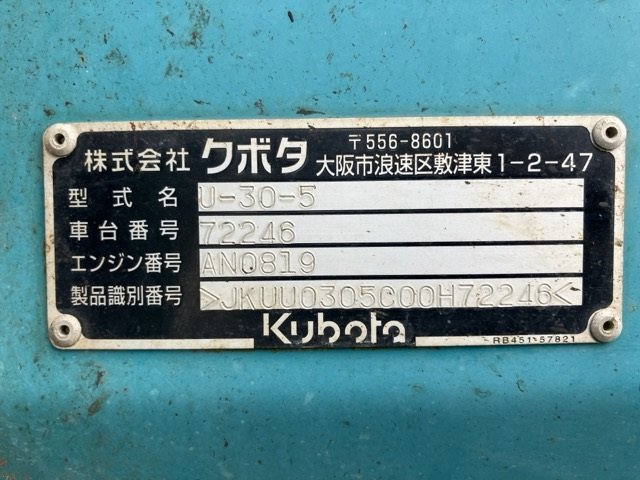 〒556-8601
株式会社 クボタ 大阪市浪速区敷津東1-2-47
型式名 U-30-5
車台番号 72246
エンジン番号 AN0819
製品識別番号 >JKUU0305C00H72246<
Kubota
RB451-57821